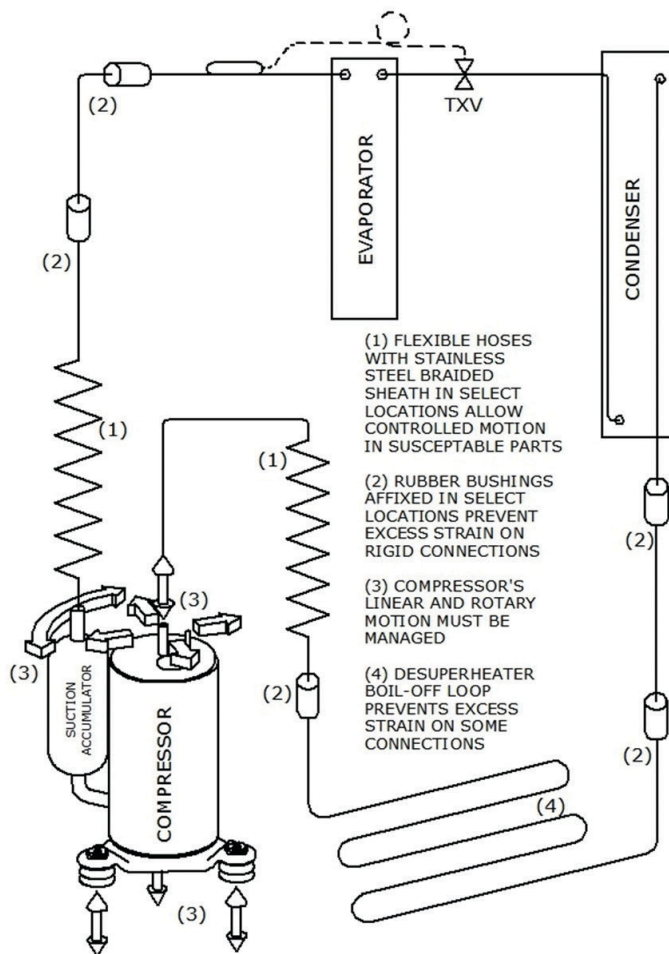 (2)
TXV
EVAPORATOR
CONDENSER
(2)
(1) FLEXIBLE HOSES
WITH STAINLESS
STEEL BRAIDED
SHEATH IN SELECT
LOCATIONS ALLOW
CONTROLLED MOTION
IN SUSCEPTABLE PARTS
(1)
(1)
(2) RUBBER BUSHINGS
AFFIXED IN SELECT
LOCATIONS PREVENT
EXCESS STRAIN ON
RIGID CONNECTIONS
(2)
(3) COMPRESSOR'S
LINEAR AND ROTARY
MOTION MUST BE
MANAGED
(3)
(3)
(4) DESUPERHEATER
BOIL-OFF LOOP
PREVENTS EXCESS
STRAIN ON SOME
CONNECTIONS
(2)
(2)
SUCTION
ACCUMULATOR
COMPRESSOR
(4)
(3)